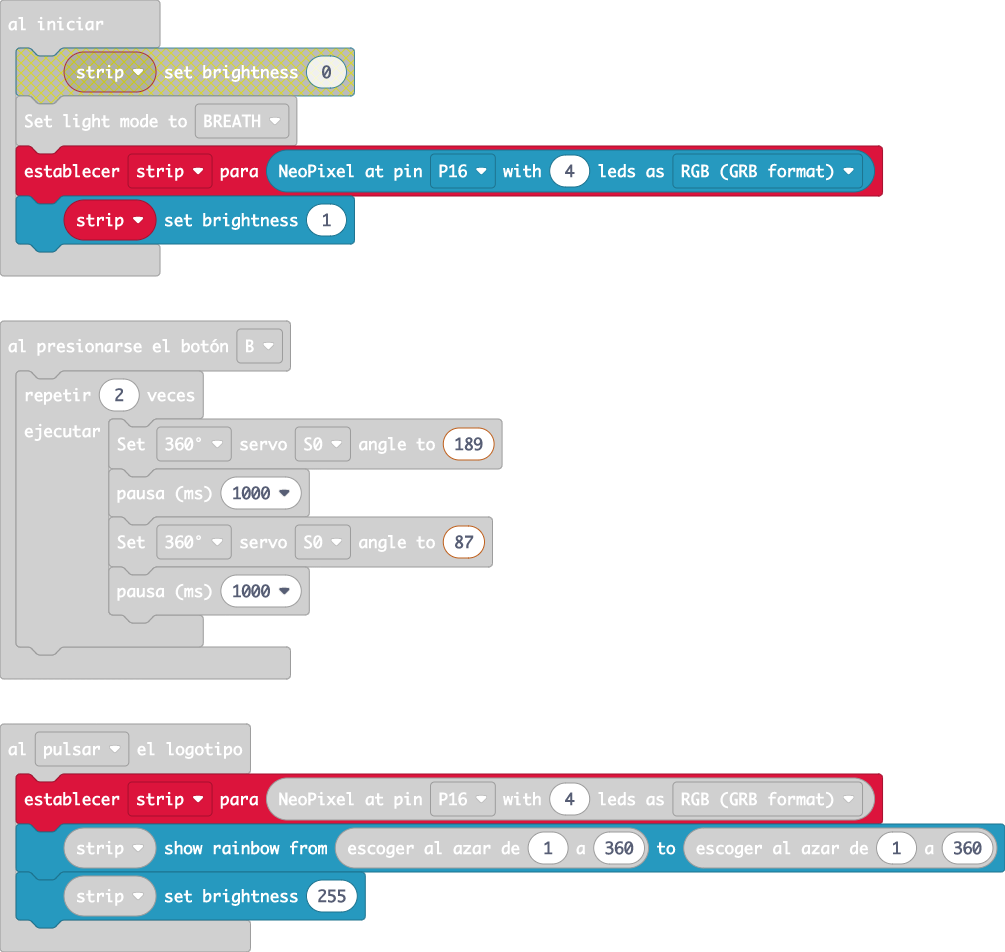 al iniciar
strip set brightness 0
Set light mode to BREATH
establecer strip para NeoPixel at pin P16 with 4 leds as RGB (GRB format)
strip set brightness 1
al presionarse el botón B
repetir 2 veces
ejecutar
Set 360° servo S0 angle to 189
pausa (ms) 1000
Set 360° servo S0 angle to 87
pausa (ms) 1000
al pulsar el logotipo
establecer strip para NeoPixel at pin P16 with 4 leds as RGB (GRB format)
strip show rainbow from escoger al azar de 1 a 360 to escoger al azar de 1 a 360
strip set brightness 255